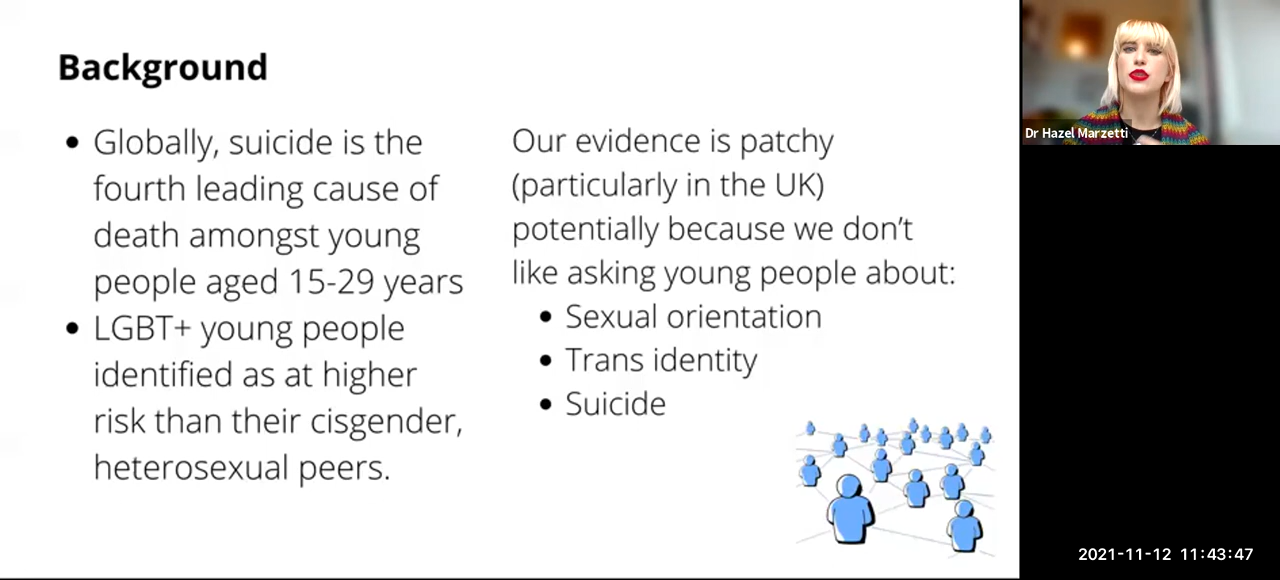 Background
• Globally, suicide is the
fourth leading cause of
death amongst young
people aged 15-29 years
• LGBT+ young people
identified as at higher
risk than their cisgender,
heterosexual peers.
Our evidence is patchy
(particularly in the UK)
potentially because we don’t
like asking young people about:
• Sexual orientation
• Trans identity
• Suicide
Dr Hazel Marzetti
2021-11-12 11:43:47